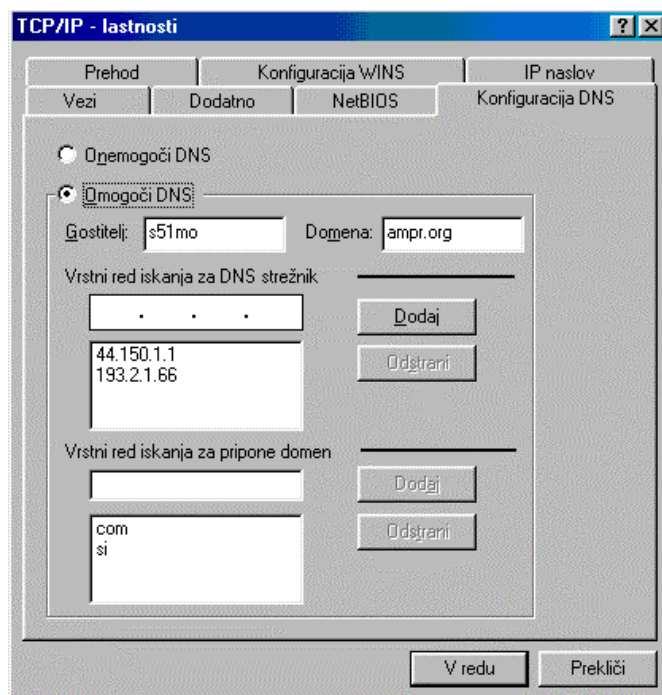 TCP/IP - lastnosti
Prehod Konfiguracija WINS IP naslov
Vezi Dodatno NetBIOS Konfiguracija DNS
Onemogoči DNS
Omogoči DNS
Gostitelj: s51mo Domena: ampr.org
Vrstni red iskanja za DNS strežnik
. . . Dodaj
44.150.1.1 Odstrani
193.2.1.66
Vrstni red iskanja za pripone domen
Dodaj
com Odstrani
si
V redu Prekliči